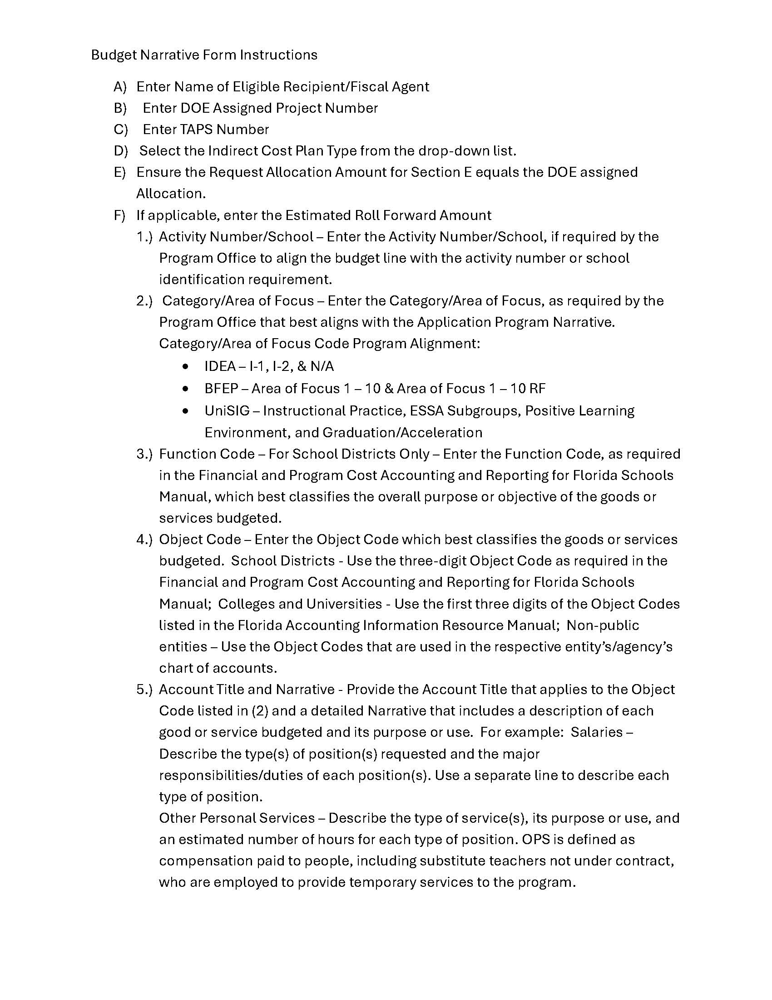 Budget Narrative Form Instructions
A) Enter Name of Eligible Recipient/Fiscal Agent
B) Enter DOE Assigned Project Number
C) Enter TAPS Number
D) Select the Indirect Cost Plan Type from the drop-down list.
E) Ensure the Request Allocation Amount for Section E equals the DOE assigned
Allocation.
F) If applicable, enter the Estimated Roll Forward Amount
1.) Activity Number/School – Enter the Activity Number/School, if required by the
Program Office to align the budget line with the activity number or school
identification requirement.
2.) Category/Area of Focus – Enter the Category/Area of Focus, as required by the
Program Office that best aligns with the Application Program Narrative.
Category/Area of Focus Code Program Alignment:
• IDEA – I-1, I-2, & N/A
• BFEP – Area of Focus 1 – 10 & Area of Focus 1 – 10 RF
• UniSIG – Instructional Practice, ESSA Subgroups, Positive Learning
Environment, and Graduation/Acceleration
3.) Function Code – For School Districts Only – Enter the Function Code, as required
in the Financial and Program Cost Accounting and Reporting for Florida Schools
Manual, which best classifies the overall purpose or objective of the goods or
services budgeted.
4.) Object Code – Enter the Object Code which best classifies the goods or services
budgeted.  School Districts - Use the three-digit Object Code as required in the
Financial and Program Cost Accounting and Reporting for Florida Schools
Manual;  Colleges and Universities - Use the first three digits of the Object Codes
listed in the Florida Accounting Information Resource Manual;  Non-public
entities – Use the Object Codes that are used in the respective entity’s/agency’s
chart of accounts.
5.) Account Title and Narrative - Provide the Account Title that applies to the Object
Code listed in (2) and a detailed Narrative that includes a description of each
good or service budgeted and its purpose or use.  For example:  Salaries –
Describe the type(s) of position(s) requested and the major
responsibilities/duties of each position(s). Use a separate line to describe each
type of position.
Other Personal Services – Describe the type of service(s), its purpose or use, and
an estimated number of hours for each type of position. OPS is defined as
compensation paid to people, including substitute teachers not under contract,
who are employed to provide temporary services to the program.